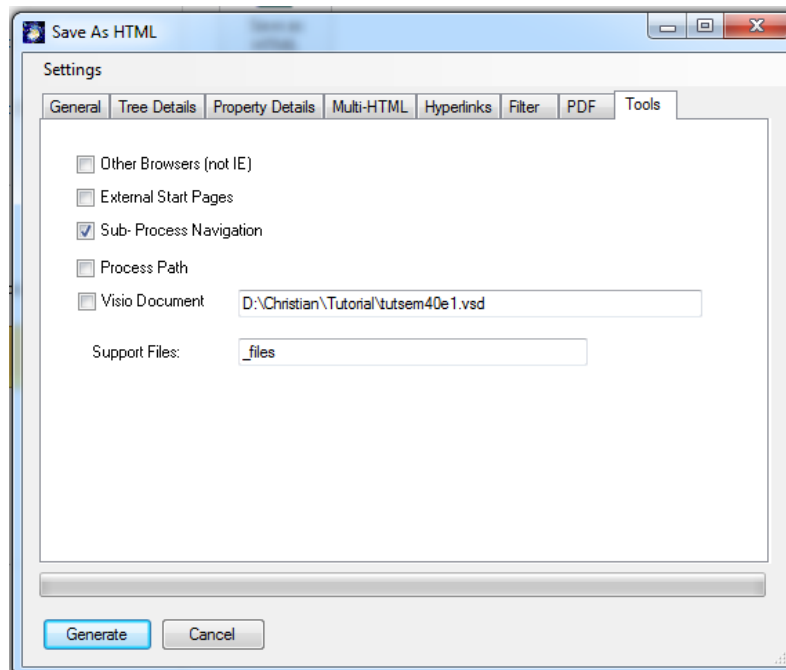 Save As HTML
Settings
General Tree Details Property Details Multi-HTML Hyperlinks Filter PDF Tools
Other Browsers (not IE)
External Start Pages
Sub- Process Navigation
Process Path
Visio Document D:\Christian\Tutorial\tutsem40e1.vsd
Support Files: _files
Generate Cancel